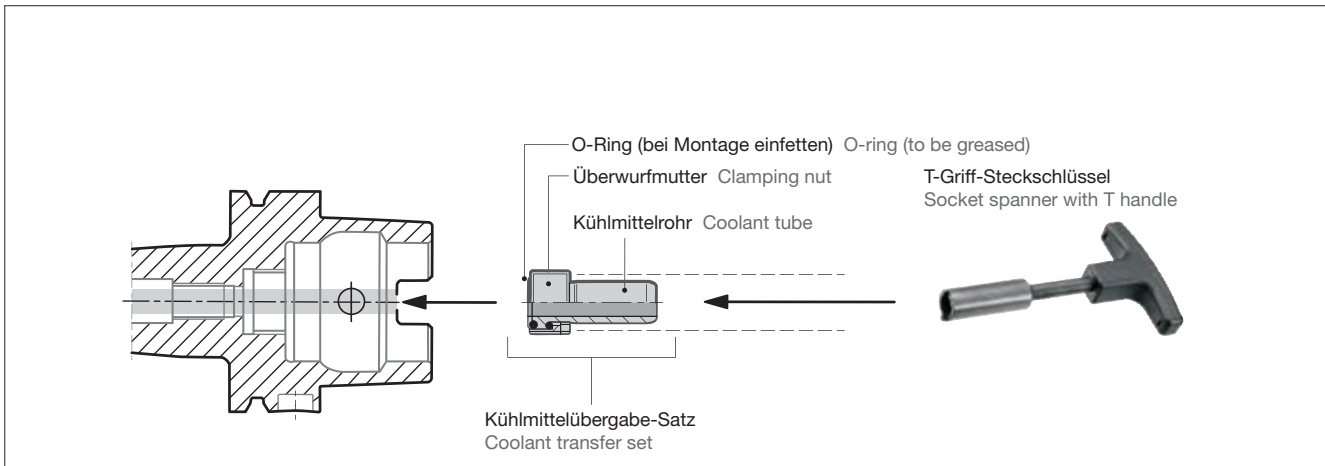 O-Ring (bei Montage einfetten) O-ring (to be greased)
Überwurfmutter Clamping nut
Kühlmittelrohr Coolant tube
T-Griff-Steckschlüssel
Socket spanner with T handle
Kühlmittelübergabe-Satz
Coolant transfer set